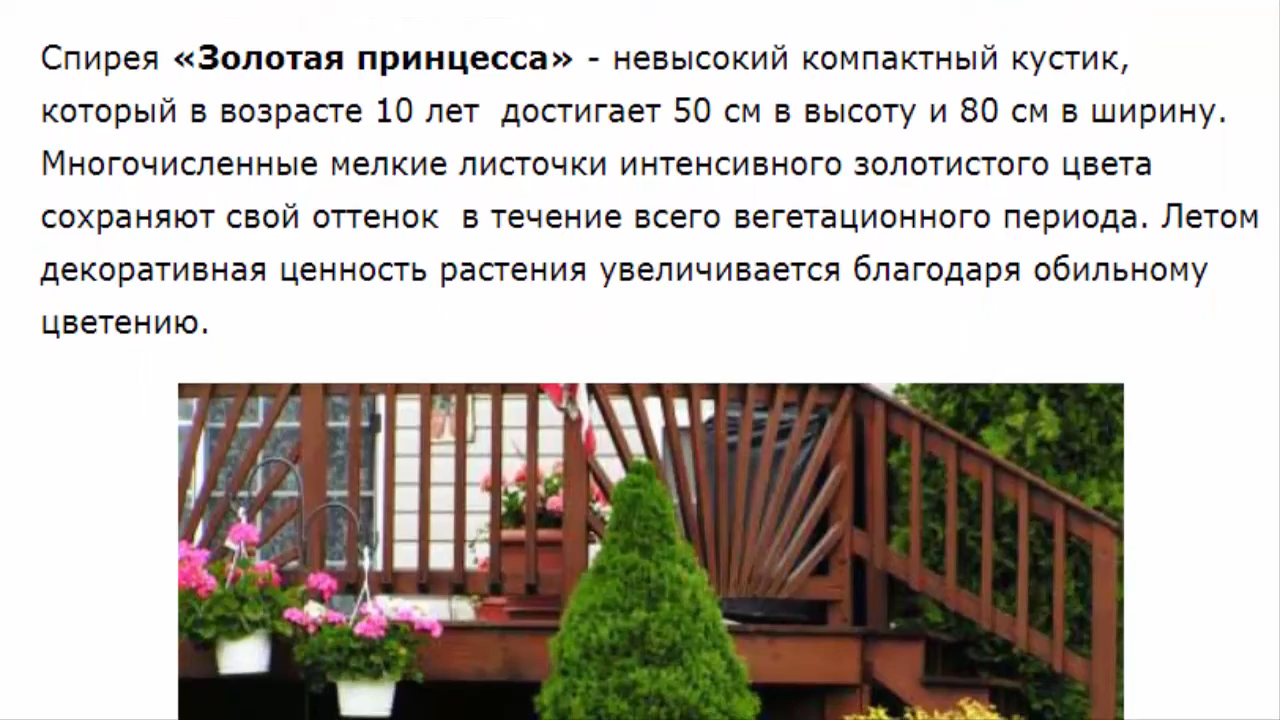 Спирея «Золотая принцесса» - невысокий компактный кустик,
который в возрасте 10 лет  достигает 50 см в высоту и 80 см в ширину.
Многочисленные мелкие листочки интенсивного золотистого цвета
сохраняют свой оттенок  в течение всего вегетационного периода. Летом
декоративная ценность растения увеличивается благодаря обильному
цветению.